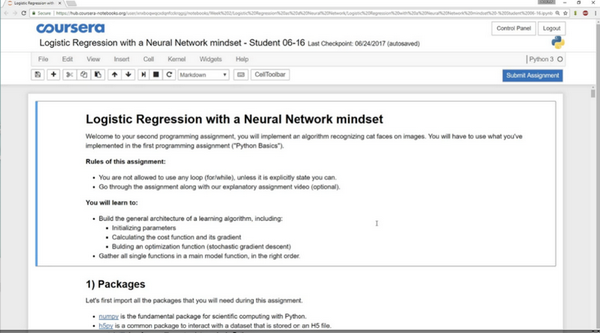 Logistic Regression with
Secure
coursera
Control Panel
Logout
Logistic Regression with a Neural Network mindset - Student 06-16 Last Checkpoint: 06/24/2017 (autosaved)
File Edit View Insert Cell Kernel Widgets Help
Python 3
Markdown
CellToolbar
Submit Assignment
Logistic Regression with a Neural Network mindset
Welcome to your second programming assignment, you will implement an algorithm recognizing cat faces on images. You will have to use what you've
implemented in the first programming assignment ("Python Basics").
Rules of this assignment:
• You are not allowed to use any loop (for/while), unless it is explicitly state you can.
• Go through the assignment along with our explanatory assignment video (optional).
You will learn to:
• Build the general architecture of a learning algorithm, including:
• Initializing parameters
• Calculating the cost function and its gradient
• Bulding an optimization function (stochastic gradient descent)
• Gather all single functions in a main model function, in the right order.
1) Packages
Let's first import all the packages that you will need during this assignment.
• numpy is the fundamental package for scientific computing with Python.
• h5py is a common package to interact with a dataset that is stored on an H5 file.